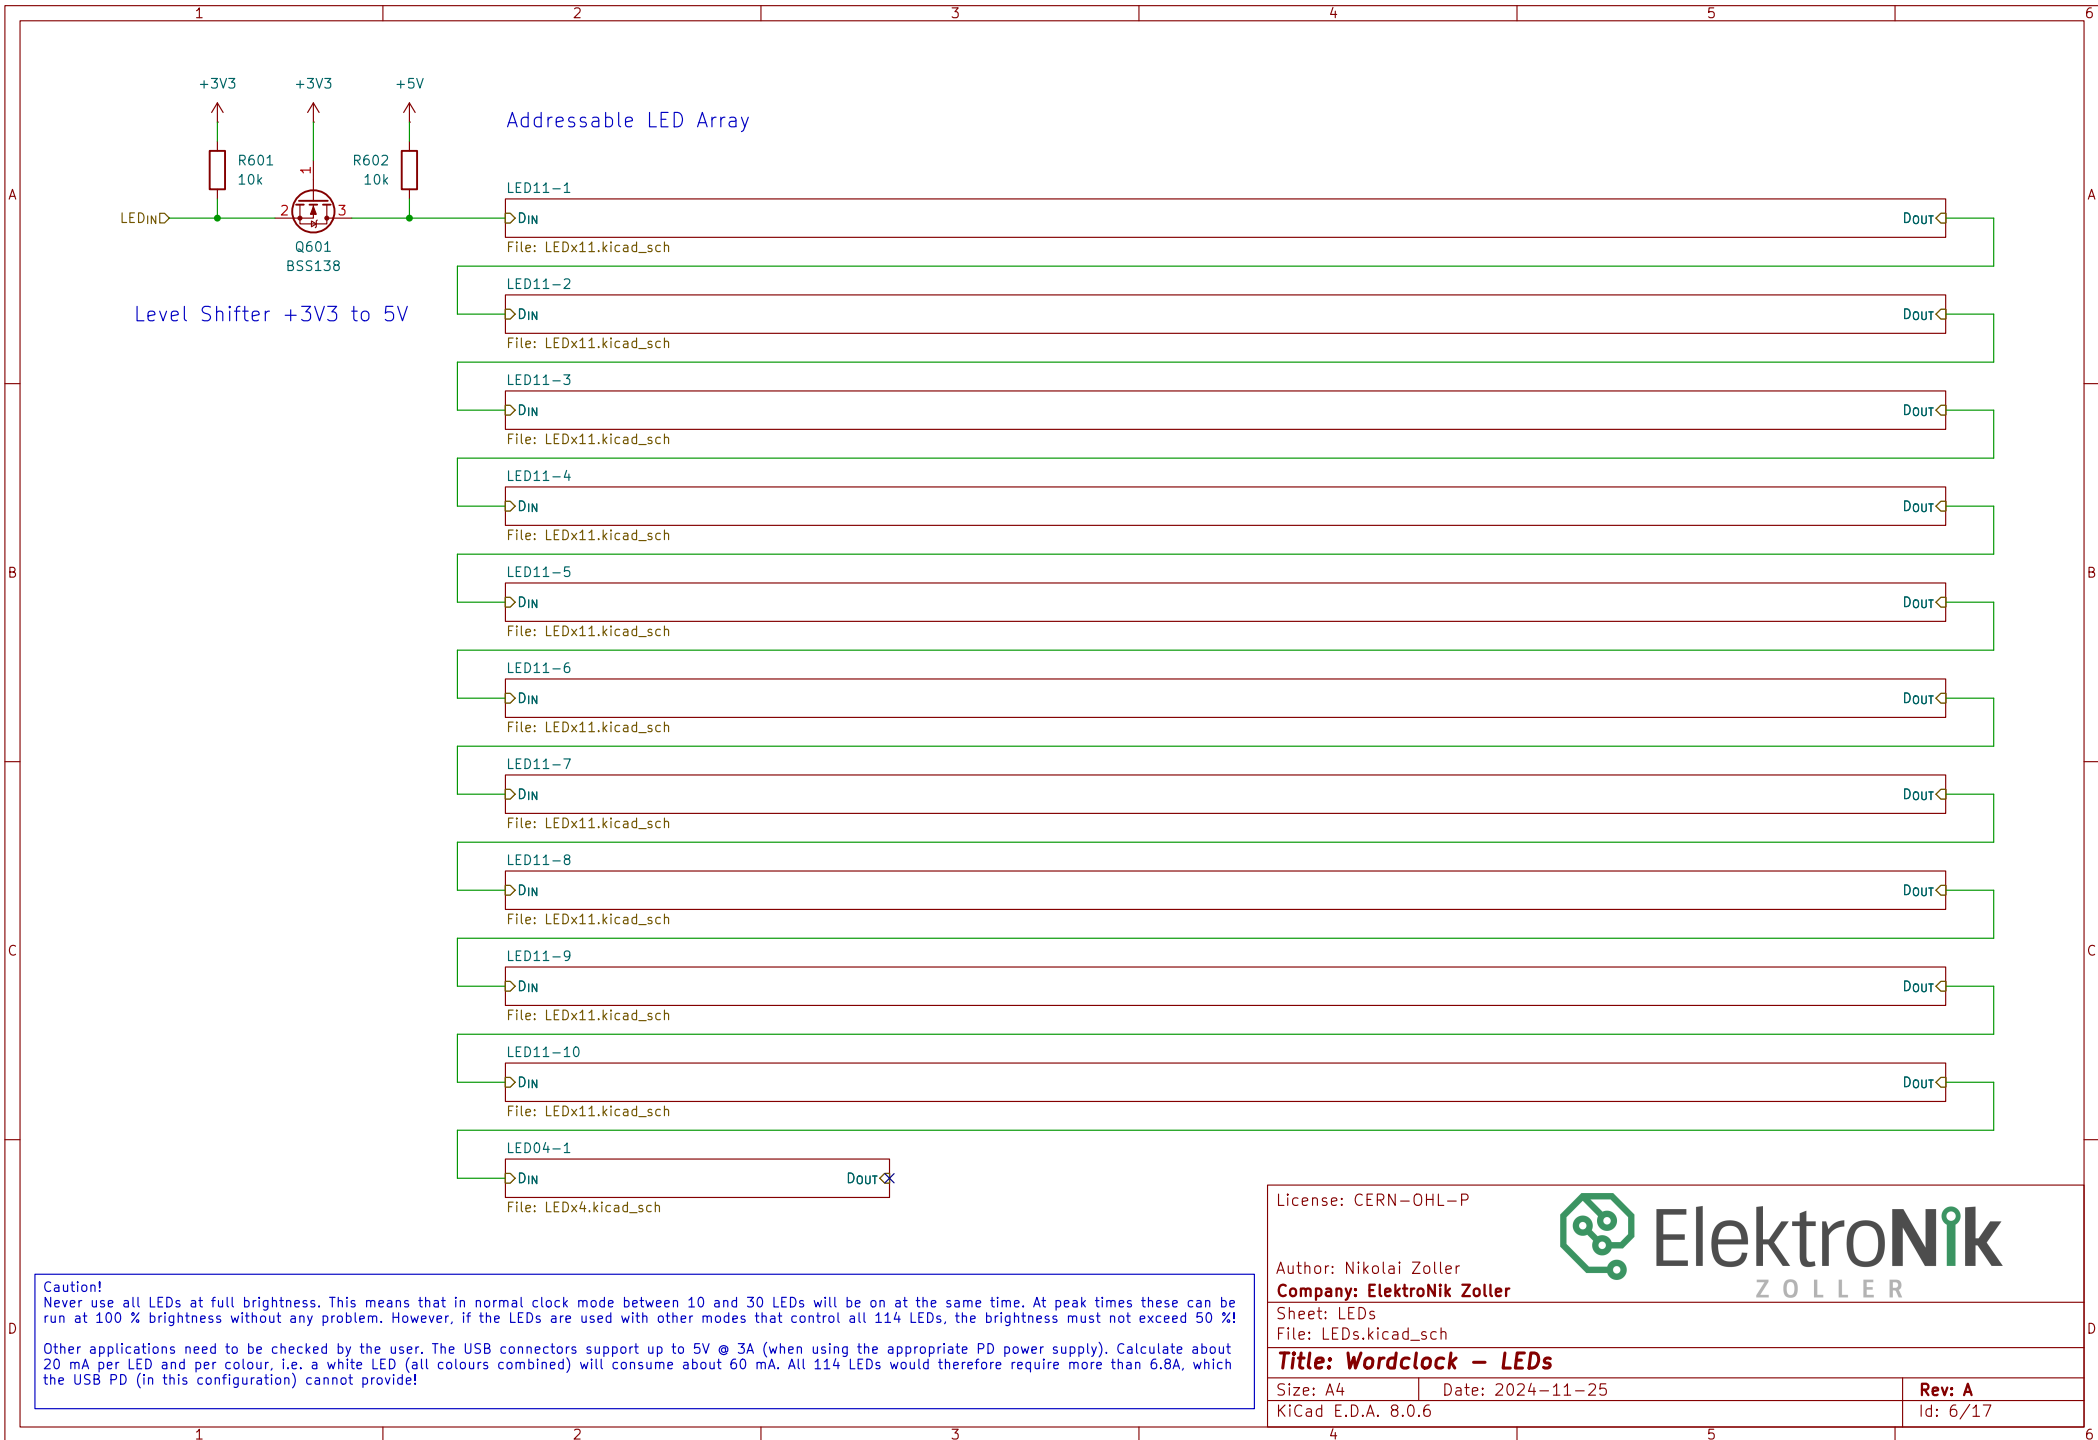 1 2 3 4 5 6
+3V3 +3V3 +5V
Addressable LED Array
R601
10k
1
R602
10k
A A
LEDIN
2 3
Q601
BSS138
Level Shifter +3V3 to 5V
LED11-1
DIN DOUT
File: LEDx11.kicad_sch
LED11-2
DIN DOUT
File: LEDx11.kicad_sch
LED11-3
DIN DOUT
File: LEDx11.kicad_sch
LED11-4
DIN DOUT
File: LEDx11.kicad_sch
B B
LED11-5
DIN DOUT
File: LEDx11.kicad_sch
LED11-6
DIN DOUT
File: LEDx11.kicad_sch
LED11-7
DIN DOUT
File: LEDx11.kicad_sch
LED11-8
DIN DOUT
File: LEDx11.kicad_sch
C C
LED11-9
DIN DOUT
File: LEDx11.kicad_sch
LED11-10
DIN DOUT
File: LEDx11.kicad_sch
LED04-1
DIN DOUT
File: LEDx4.kicad_sch
Caution!
Never use all LEDs at full brightness. This means that in normal clock mode between 10 and 30 LEDs will be on at the same time. At peak times these can be
run at 100 % brightness without any problem. However, if the LEDs are used with other modes that control all 114 LEDs, the brightness must not exceed 50 %!
Other applications need to be checked by the user. The USB connectors support up to 5V @ 3A (when using the appropriate PD power supply). Calculate about
20 mA per LED and per colour, i.e. a white LED (all colours combined) will consume about 60 mA. All 114 LEDs would therefore require more than 6.8A, which
the USB PD (in this configuration) cannot provide!
License: CERN-OHL-P
ElektroNik
ZOLLER
Author: Nikolai Zoller
Company: ElektroNik Zoller
Sheet: LEDs
File: LEDs.kicad_sch
Title: Wordclock – LEDs
Size: A4 Date: 2024-11-25 Rev: A
KiCad E.D.A. 8.0.6 Id: 6/17
D D
1 2 3 4 5 6